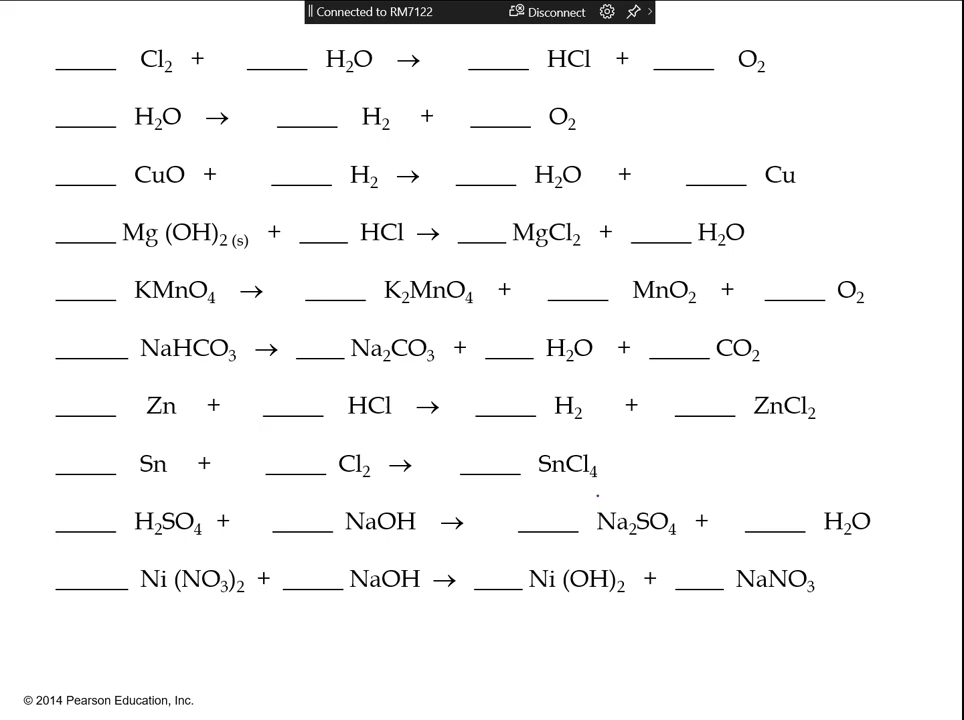 Connected to RM7122 Disconnect
_____ Cl₂ + _____ H₂O → _____ HCl + _____ O₂
_____ H₂O → _____ H₂ + _____ O₂
_____ CuO + _____ H₂ → _____ H₂O + _____ Cu
_____ Mg (OH)₂ (s) + ____ HCl → ____ MgCl₂ + _____ H₂O
_____ KMnO₄ → _____ K₂MnO₄ + _____ MnO₂ + _____ O₂
______ NaHCO₃ → ____ Na₂CO₃ + ____ H₂O + _____ CO₂
_____ Zn + _____ HCl → _____ H₂ + _____ ZnCl₂
_____ Sn + _____ Cl₂ → _____ SnCl₄
_____ H₂SO₄ + _____ NaOH → _____ Na₂SO₄ + _____ H₂O
______ Ni (NO₃)₂ + _____ NaOH → ____ Ni (OH)₂ + ____ NaNO₃
© 2014 Pearson Education, Inc.